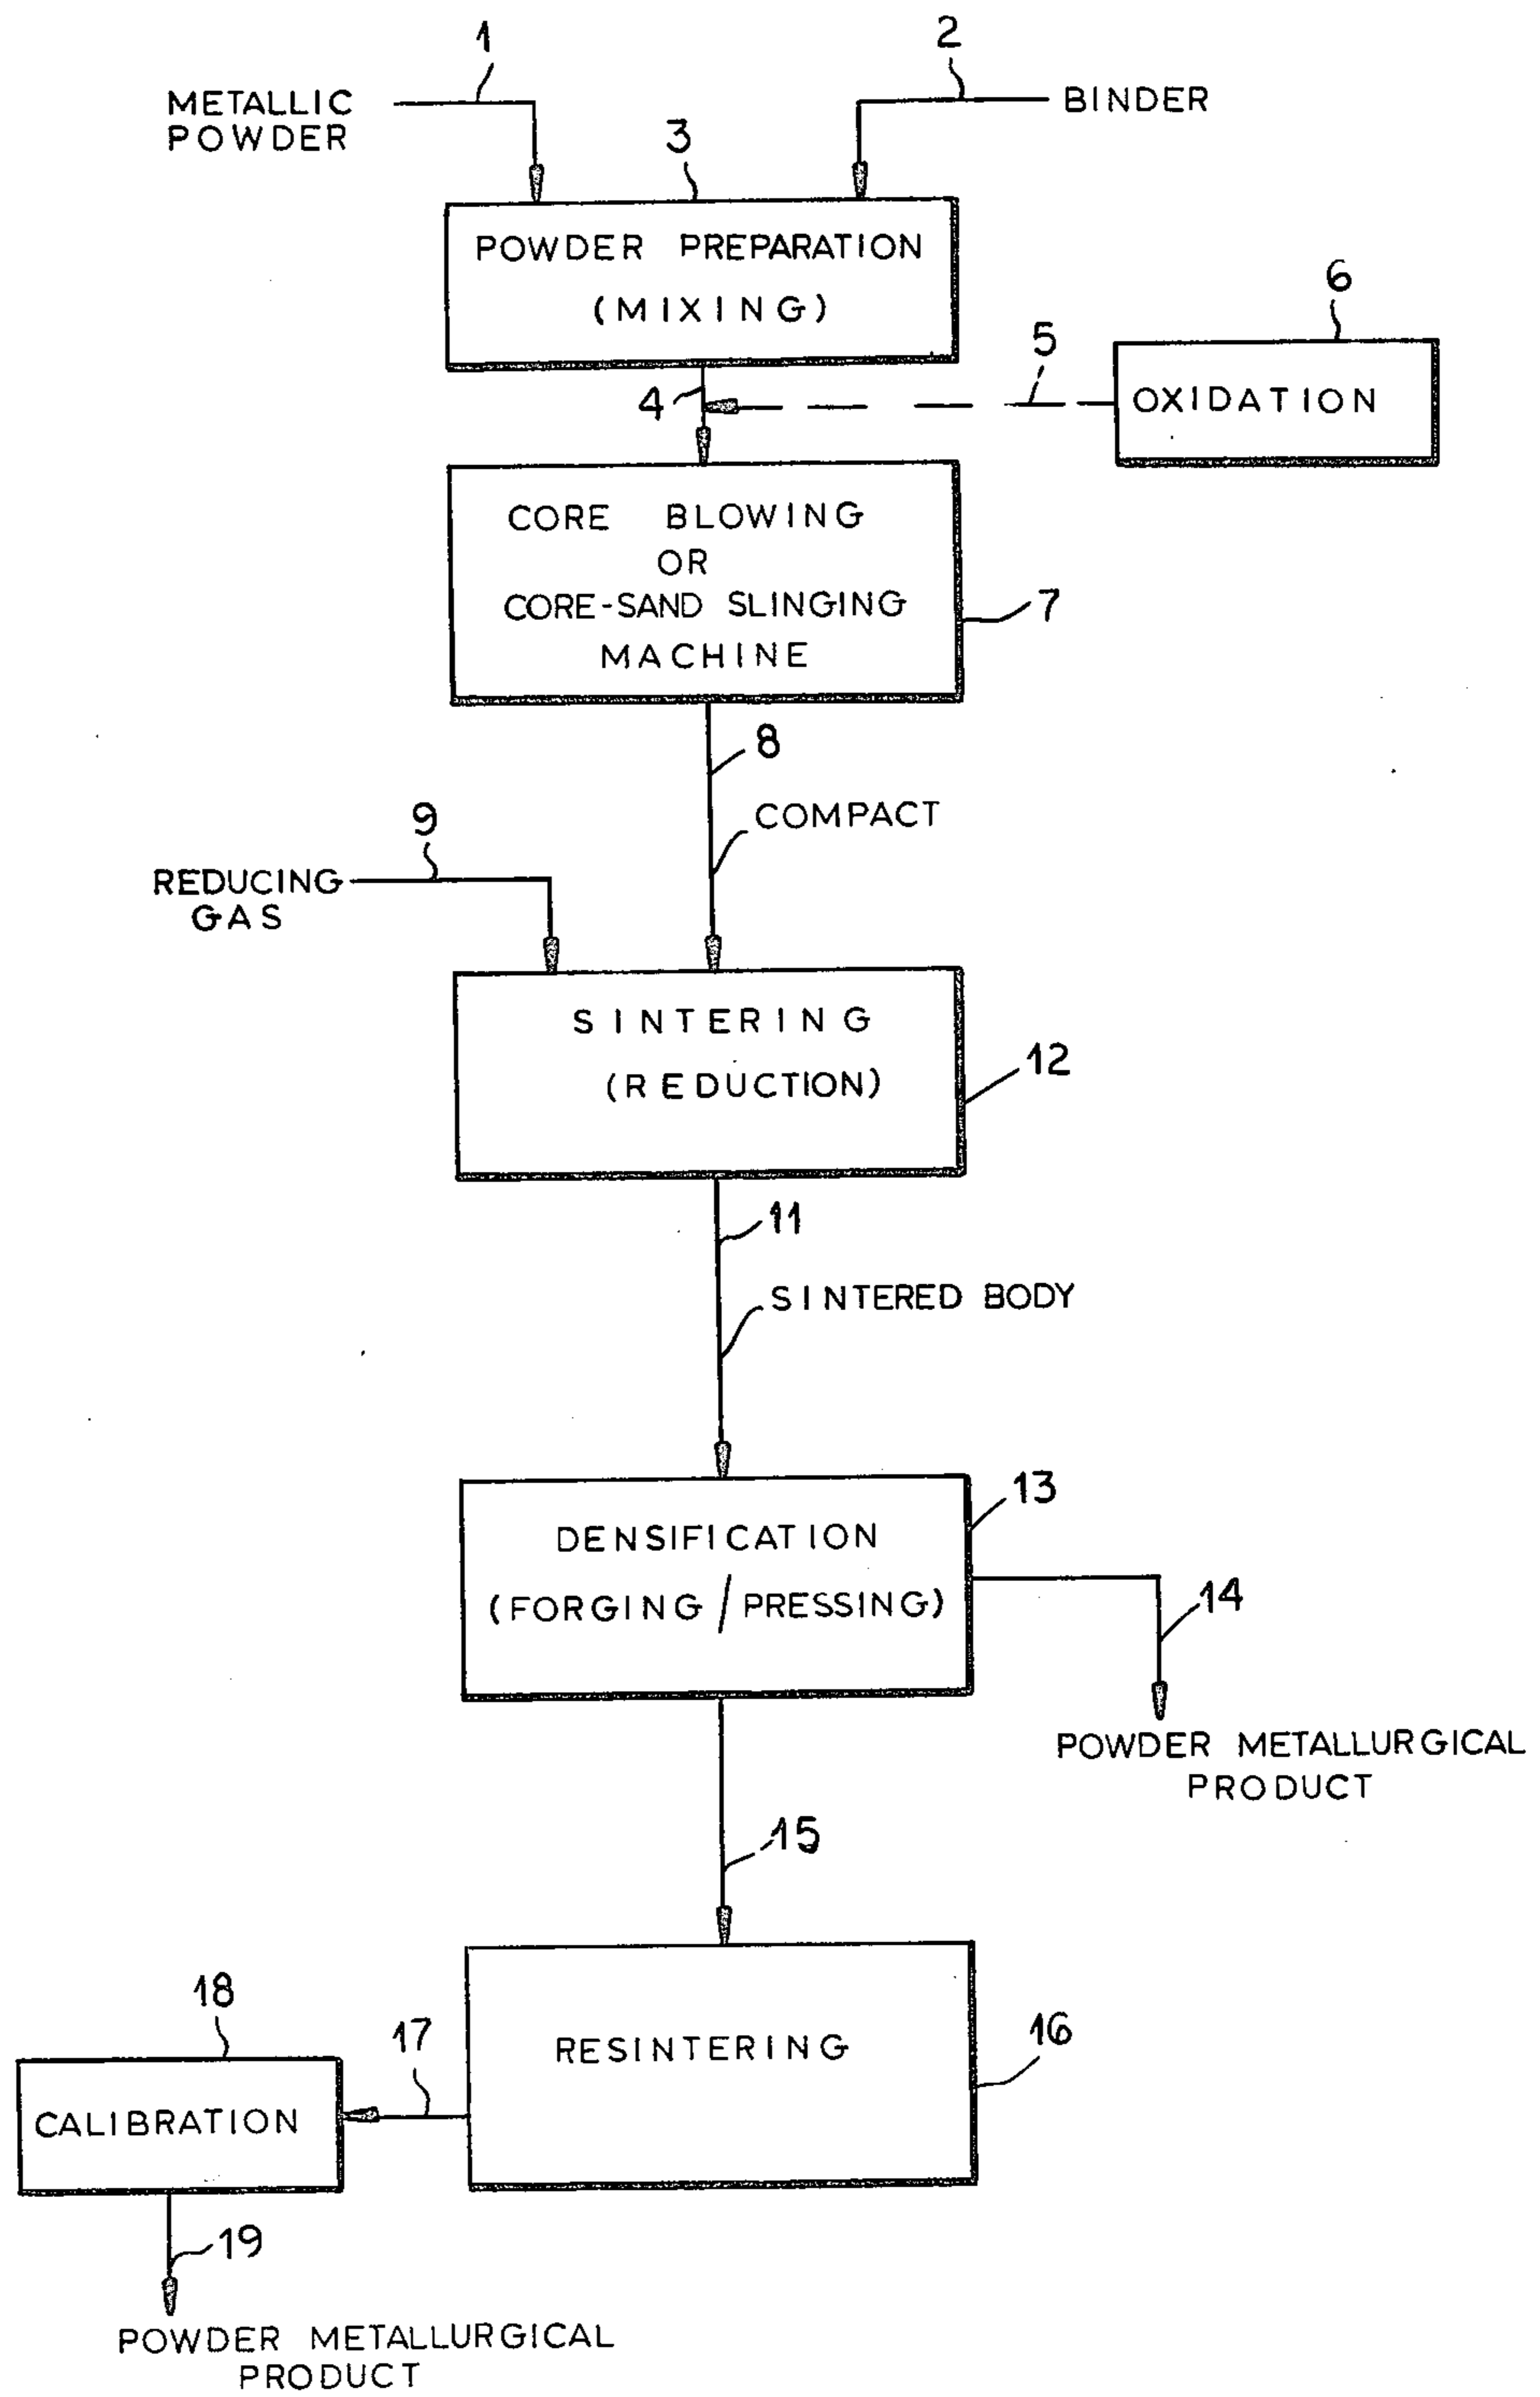 1
2
METALLIC
POWDER
BINDER
3
POWDER PREPARATION
(MIXING)
6
5
4
OXIDATION
CORE BLOWING
OR
CORE-SAND SLINGING
MACHINE
7
8
COMPACT
9
REDUCING
GAS
SINTERING
(REDUCTION)
12
11
SINTERED BODY
13
DENSIFICATION
(FORGING/PRESSING)
14
POWDER METALLURGICAL
PRODUCT
15
18
17
RESINTERING
16
CALIBRATION
19
POWDER METALLURGICAL
PRODUCT